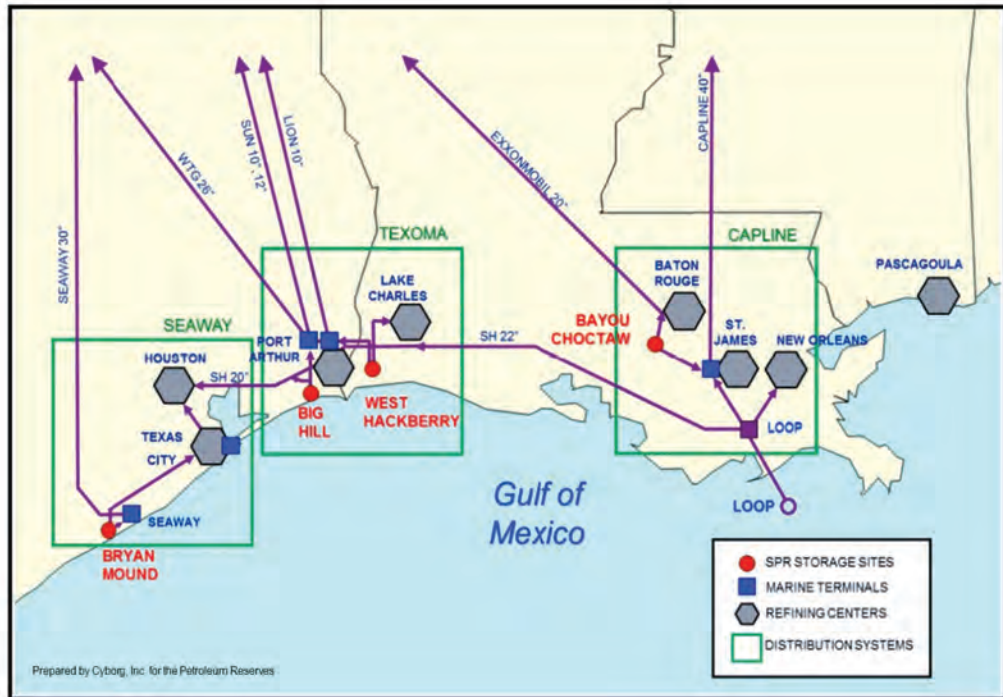 SEAWAY 30"
WTG 26"
SUN 10", 12"
LION 10"
EXXONMOBIL 20"
CAPLINE 40"
TEXOMA
CAPLINE
SEAWAY
LAKE
CHARLES
BATON
ROUGE
PASCAGOULA
HOUSTON
PORT
ARTHUR
SH 22"
BAYOU
CHOCTAW
ST.
JAMES
NEW ORLEANS
SH 20"
BIG
HILL
WEST
HACKBERRY
TEXAS
CITY
LOOP
Gulf of
Mexico
LOOP
SEAWAY
BRYAN
MOUND
SPR STORAGE SITES
MARINE TERMINALS
REFINING CENTERS
DISTRIBUTION SYSTEMS
Prepared by Cyborg, Inc. for the Petroleum Reserves